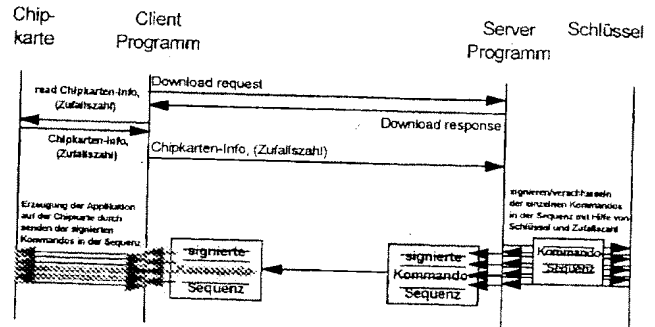 Chip-
karte
Client
Programm
Server
Programm
Schlüssel
Download request
read Chipkarten-Info,
(Zufallszahl)
Download response
Chipkarten-Info,
(Zufallszahl)
Chipkarten-Info, (Zufallszahl)
Erzeugung der Applikation
auf der Chipkarte durch
senden der signierten
Kommandos in der Sequenz
signieren/verschlüsseln
der einzelnen Kommandos
in der Sequenz mit Hilfe von
Schlüssel und Zufallszahl
signierte
Sequenz
signierte
Kommando
Sequenz
Kommando
Sequenz